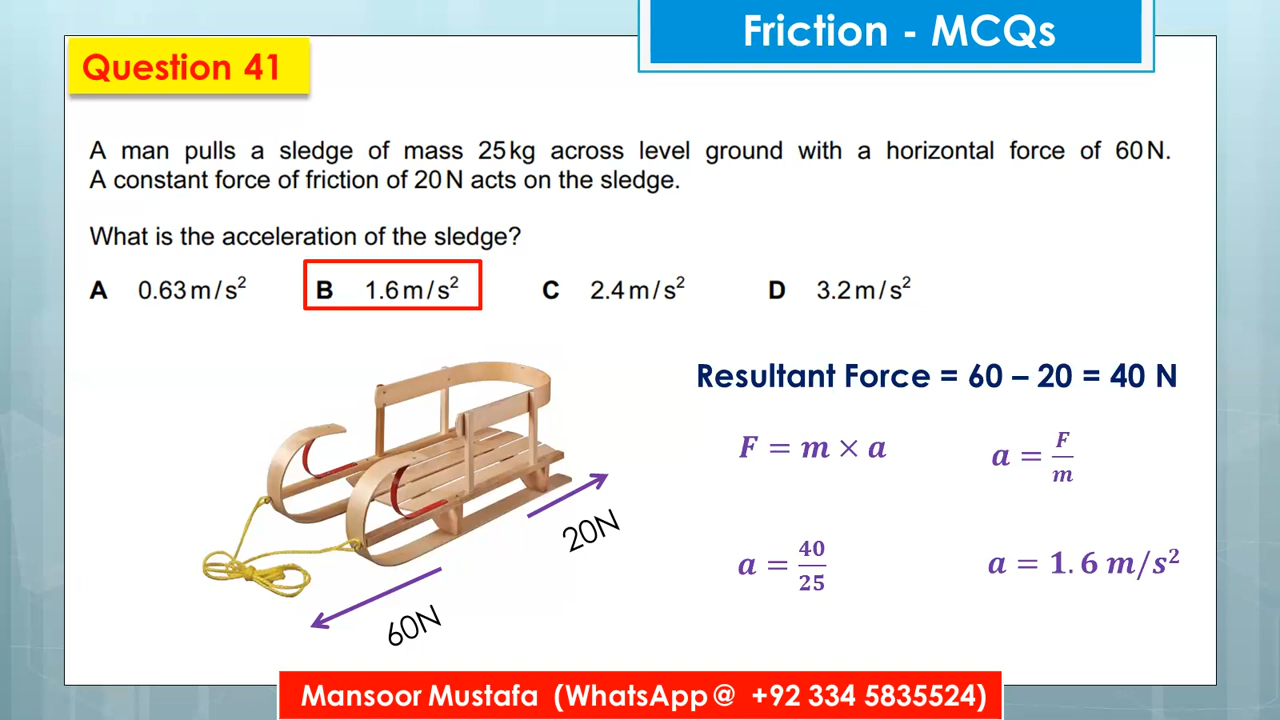 Friction - MCQs
Question 41
A man pulls a sledge of mass 25 kg across level ground with a horizontal force of 60 N.
A constant force of friction of 20 N acts on the sledge.
What is the acceleration of the sledge?
A 0.63 m / s² B 1.6 m / s² C 2.4 m / s² D 3.2 m / s²
Resultant Force = 60 – 20 = 40 N
F = m × a a = F/m
20N
a = 40/25 a = 1.6 m/s²
60N
Mansoor Mustafa (WhatsApp @ +92 334 5835524)